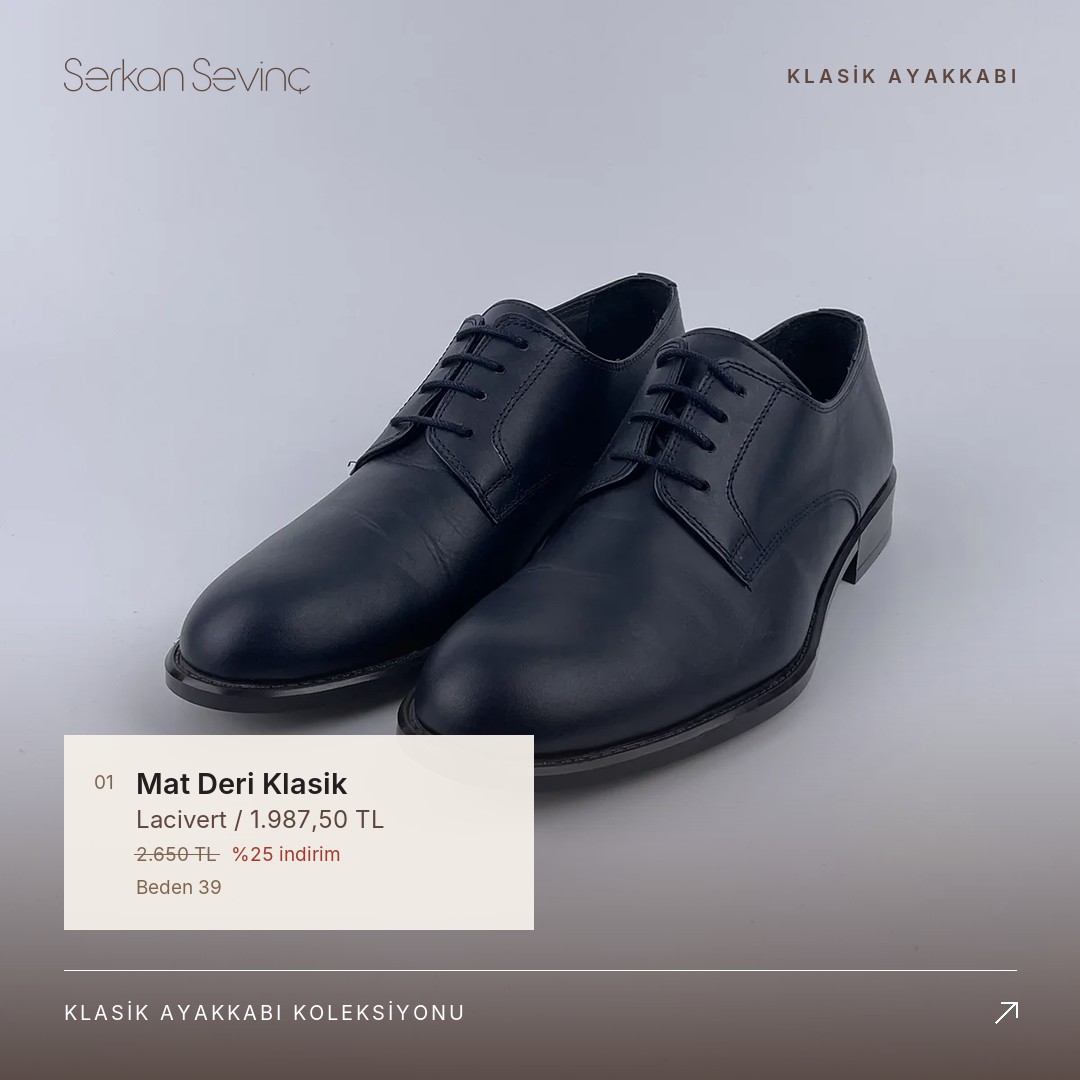 Serkan Sevinç
KLASİK AYAKKABI
01
Mat Deri Klasik
Lacivert / 1.987,50 TL
2.650 TL %25 indirim
Beden 39
KLASİK AYAKKABI KOLEKSİYONU